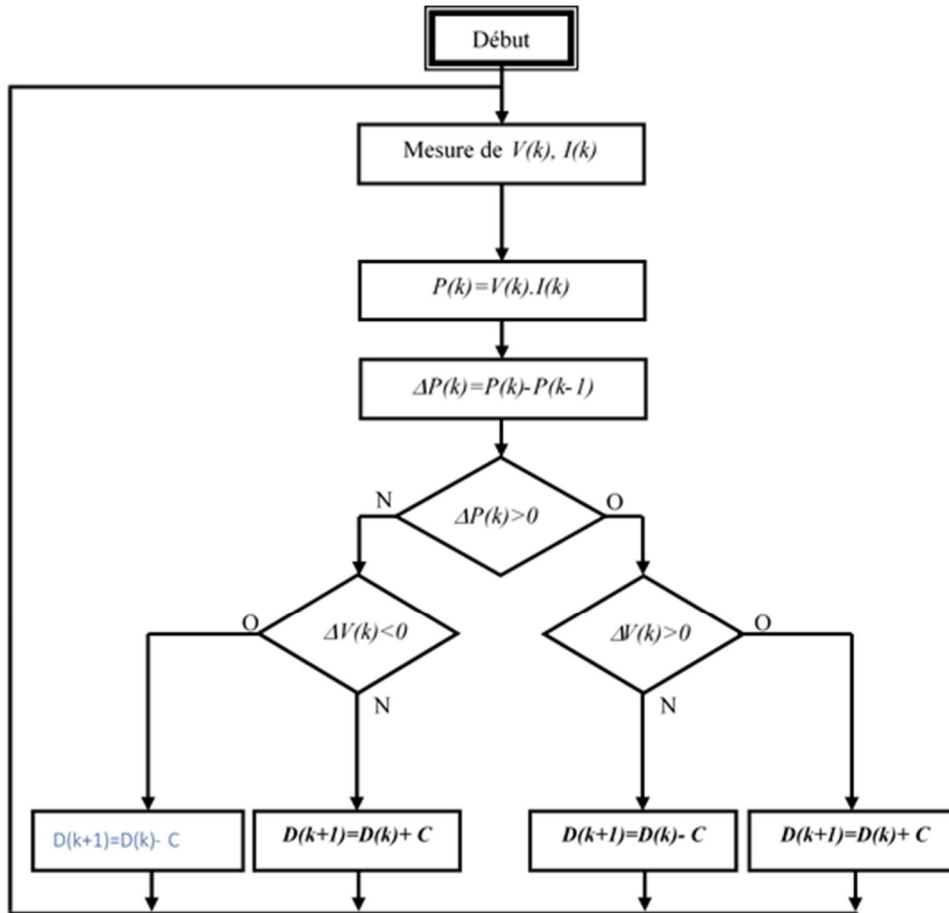 Début
Mesure de V(k), I(k)
P(k)=V(k).I(k)
ΔP(k)=P(k)-P(k-1)
N
ΔP(k)>0
O
O
ΔV(k)<0
N
ΔV(k)>0
O
N
D(k+1)=D(k)- C
D(k+1)=D(k)+ C
D(k+1)=D(k)- C
D(k+1)=D(k)+ C